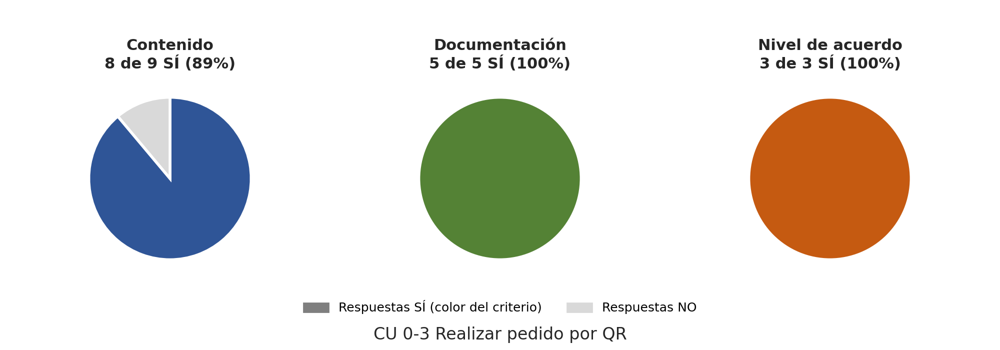 Contenido
8 de 9 SÍ (89%)
Documentación
5 de 5 SÍ (100%)
Nivel de acuerdo
3 de 3 SÍ (100%)
Respuestas SÍ (color del criterio)
Respuestas NO
CU 0-3 Realizar pedido por QR